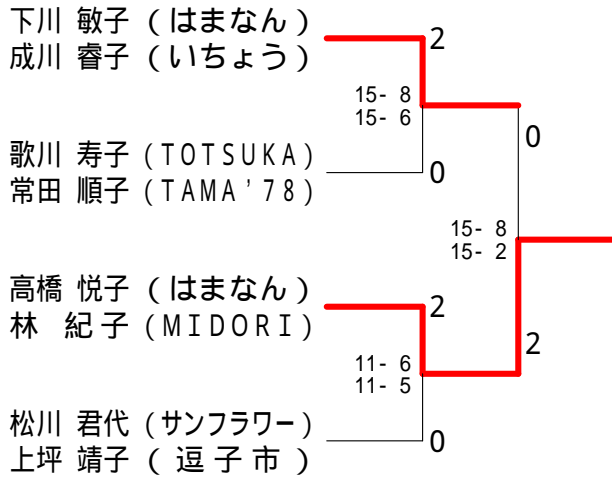 下川 敏子 ( はまなん )
成川 睿子 ( いちょう )
2
15- 8
15- 6
0
歌川 寿子 ( TOTSUKA )
常田 順子 ( TAMA ' 78 )
0
15- 8
15- 2
高橋 悦子 ( はまなん )
林 紀子 ( MIDORI )
2
2
11- 6
11- 5
松川 君代 ( サンフラワー )
上坪 靖子 ( 逗子市 )
0